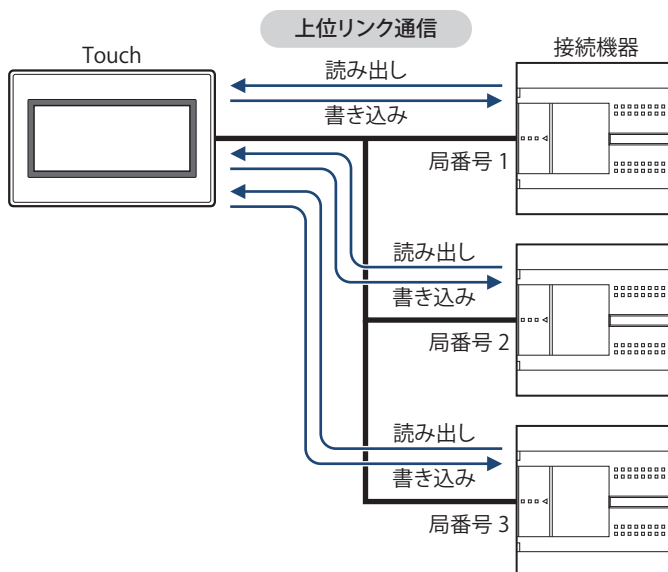 上位リンク通信
Touch
接続機器
読み出し
書き込み
局番号 1
読み出し
書き込み
局番号 2
読み出し
書き込み
局番号 3